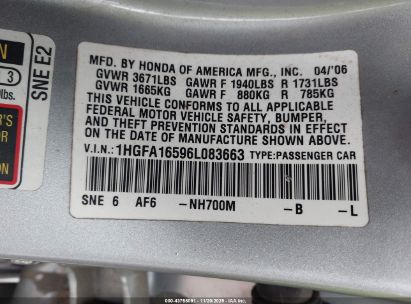 MFD. BY HONDA OF AMERICA MFG., INC. 04/'06
GVWR 3671LBS GAWR F 1940LBS R 1731LBS
GVWR 1665KG GAWR F 880KG R 785KG
THIS VEHICLE CONFORMS TO ALL APPLICABLE
FEDERAL MOTOR VEHICLE SAFETY, BUMPER,
AND THEFT PREVENTION STANDARDS IN EFFECT
ON THE DATE OF MANUFACTURE SHOWN ABOVE.
V.I.N.: 1HGFA16596L083663 TYPE: PASSENGER CAR
SNE 6 AF6 -NH700M -B -L
SNE E2
3
lbs.